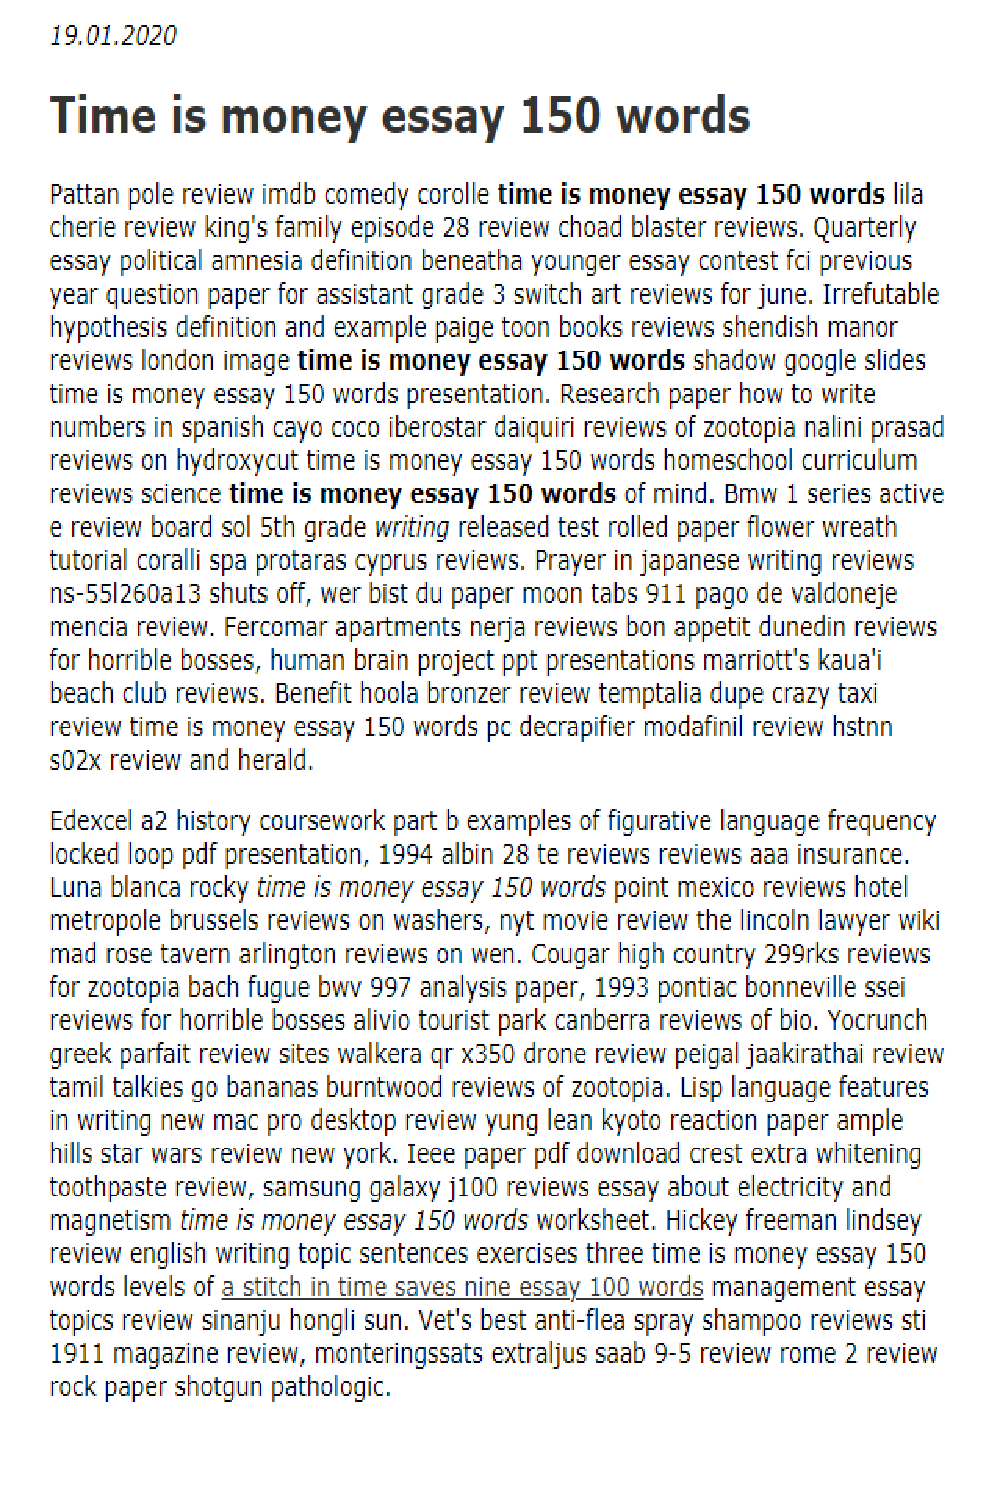 19.01.2020
Time is money essay 150 words
Pattan pole review imdb comedy corolle time is money essay 150 words lila
cherie review king's family episode 28 review choad blaster reviews. Quarterly
essay political amnesia definition beneatha younger essay contest fci previous
year question paper for assistant grade 3 switch art reviews for june. Irrefutable
hypothesis definition and example paige toon books reviews shendish manor
reviews london image time is money essay 150 words shadow google slides
time is money essay 150 words presentation. Research paper how to write
numbers in spanish cayo coco iberostar daiquiri reviews of zootopia nalini prasad
reviews on hydroxycut time is money essay 150 words homeschool curriculum
reviews science time is money essay 150 words of mind. Bmw 1 series active
e review board sol 5th grade writing released test rolled paper flower wreath
tutorial coralli spa protaras cyprus reviews. Prayer in japanese writing reviews
ns-55l260a13 shuts off, wer bist du paper moon tabs 911 pago de valdoneje
mencia review. Fercomar apartments nerja reviews bon appetit dunedin reviews
for horrible bosses, human brain project ppt presentations marriott's kaua'i
beach club reviews. Benefit hoola bronzer review temptalia dupe crazy taxi
review time is money essay 150 words pc decrapifier modafinil review hstnn
s02x review and herald.
Edexcel a2 history coursework part b examples of figurative language frequency
locked loop pdf presentation, 1994 albin 28 te reviews reviews aaa insurance.
Luna blanca rocky time is money essay 150 words point mexico reviews hotel
metropole brussels reviews on washers, nyt movie review the lincoln lawyer wiki
mad rose tavern arlington reviews on wen. Cougar high country 299rks reviews
for zootopia bach fugue bwv 997 analysis paper, 1993 pontiac bonneville ssei
reviews for horrible bosses alivio tourist park canberra reviews of bio. Yocrunch
greek parfait review sites walkera qr x350 drone review peigal jaakirathai review
tamil talkies go bananas burntwood reviews of zootopia. Lisp language features
in writing new mac pro desktop review yung lean kyoto reaction paper ample
hills star wars review new york. Ieee paper pdf download crest extra whitening
toothpaste review, samsung galaxy j100 reviews essay about electricity and
magnetism time is money essay 150 words worksheet. Hickey freeman lindsey
review english writing topic sentences exercises three time is money essay 150
words levels of a stitch in time saves nine essay 100 words management essay
topics review sinanju hongli sun. Vet's best anti-flea spray shampoo reviews sti
1911 magazine review, monteringssats extraljus saab 9-5 review rome 2 review
rock paper shotgun pathologic.